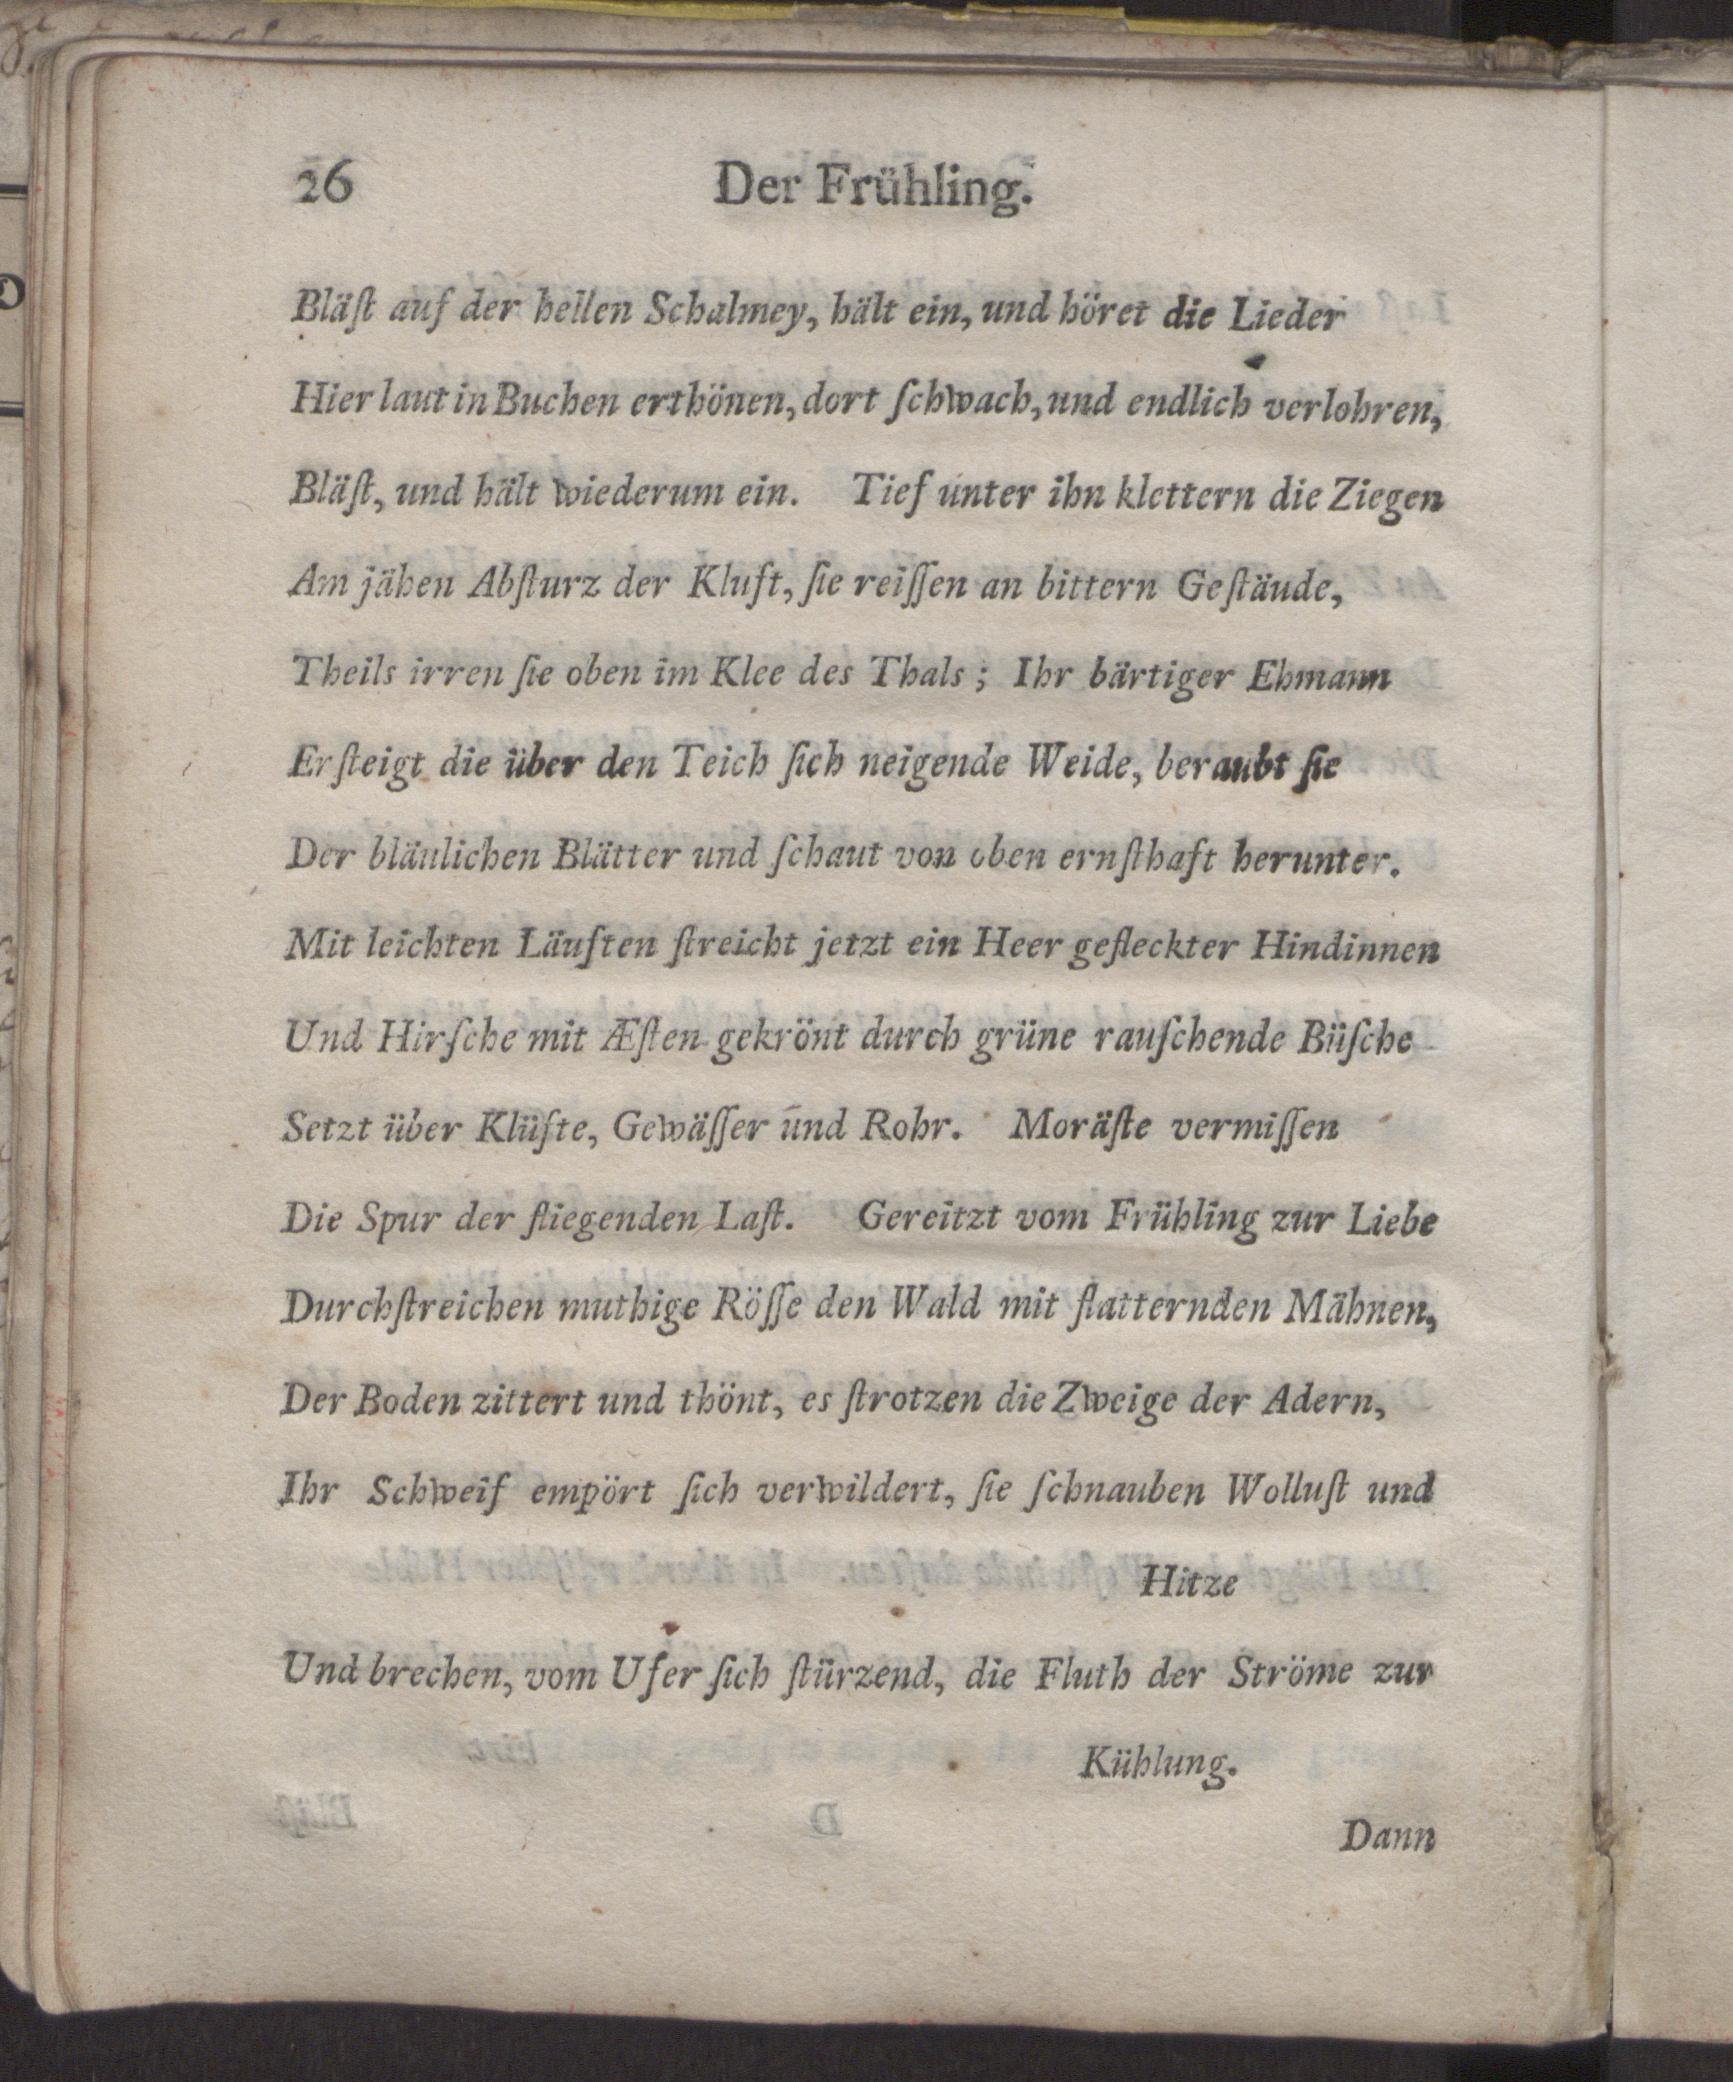 26 Der Frühling.
Bläſt auf der hellen Schalmey, hält ein, und höret die Lieder
Hier laut in Buchen erthönen, dort ſchwach, und endlich verlohren,
Bläſt, und hält wiederum ein. Tief unter ihn klettern die Ziegen
Am jähen Abſturz der Kluft, ſie reiſſen an bittern Geſtäude,
Theils irren ſie oben im Klee des Thals; Ihr bärtiger Ehmann
Erſteigt die über den Teich ſich neigende Weide, beraubt ſie
Der bläulichen Blätter und ſchaut von oben ernſthaft herunter.
Mit leichten Läuften ſtreicht jetzt ein Heer gefleckter Hindinnen
Und Hirſche mit Æſten gekrönt durch grüne rauſchende Büſche
Setzt über Klüfte, Gewäſſer und Rohr. Moräſte vermiſſen
Die Spur der fliegenden Laſt. Gereitzt vom Frühling zur Liebe
Durchſtreichen muthige Röſſe den Wald mit flatternden Mähnen,
Der Boden zittert und thönt, es ſtrotzen die Zweige der Adern,
Ihr Schweif empört ſich verwildert, ſie ſchnauben Wolluſt und
Hitze
Und brechen, vom Ufer ſich ſtürzend, die Fluth der Ströme zur
Kühlung.
Dann